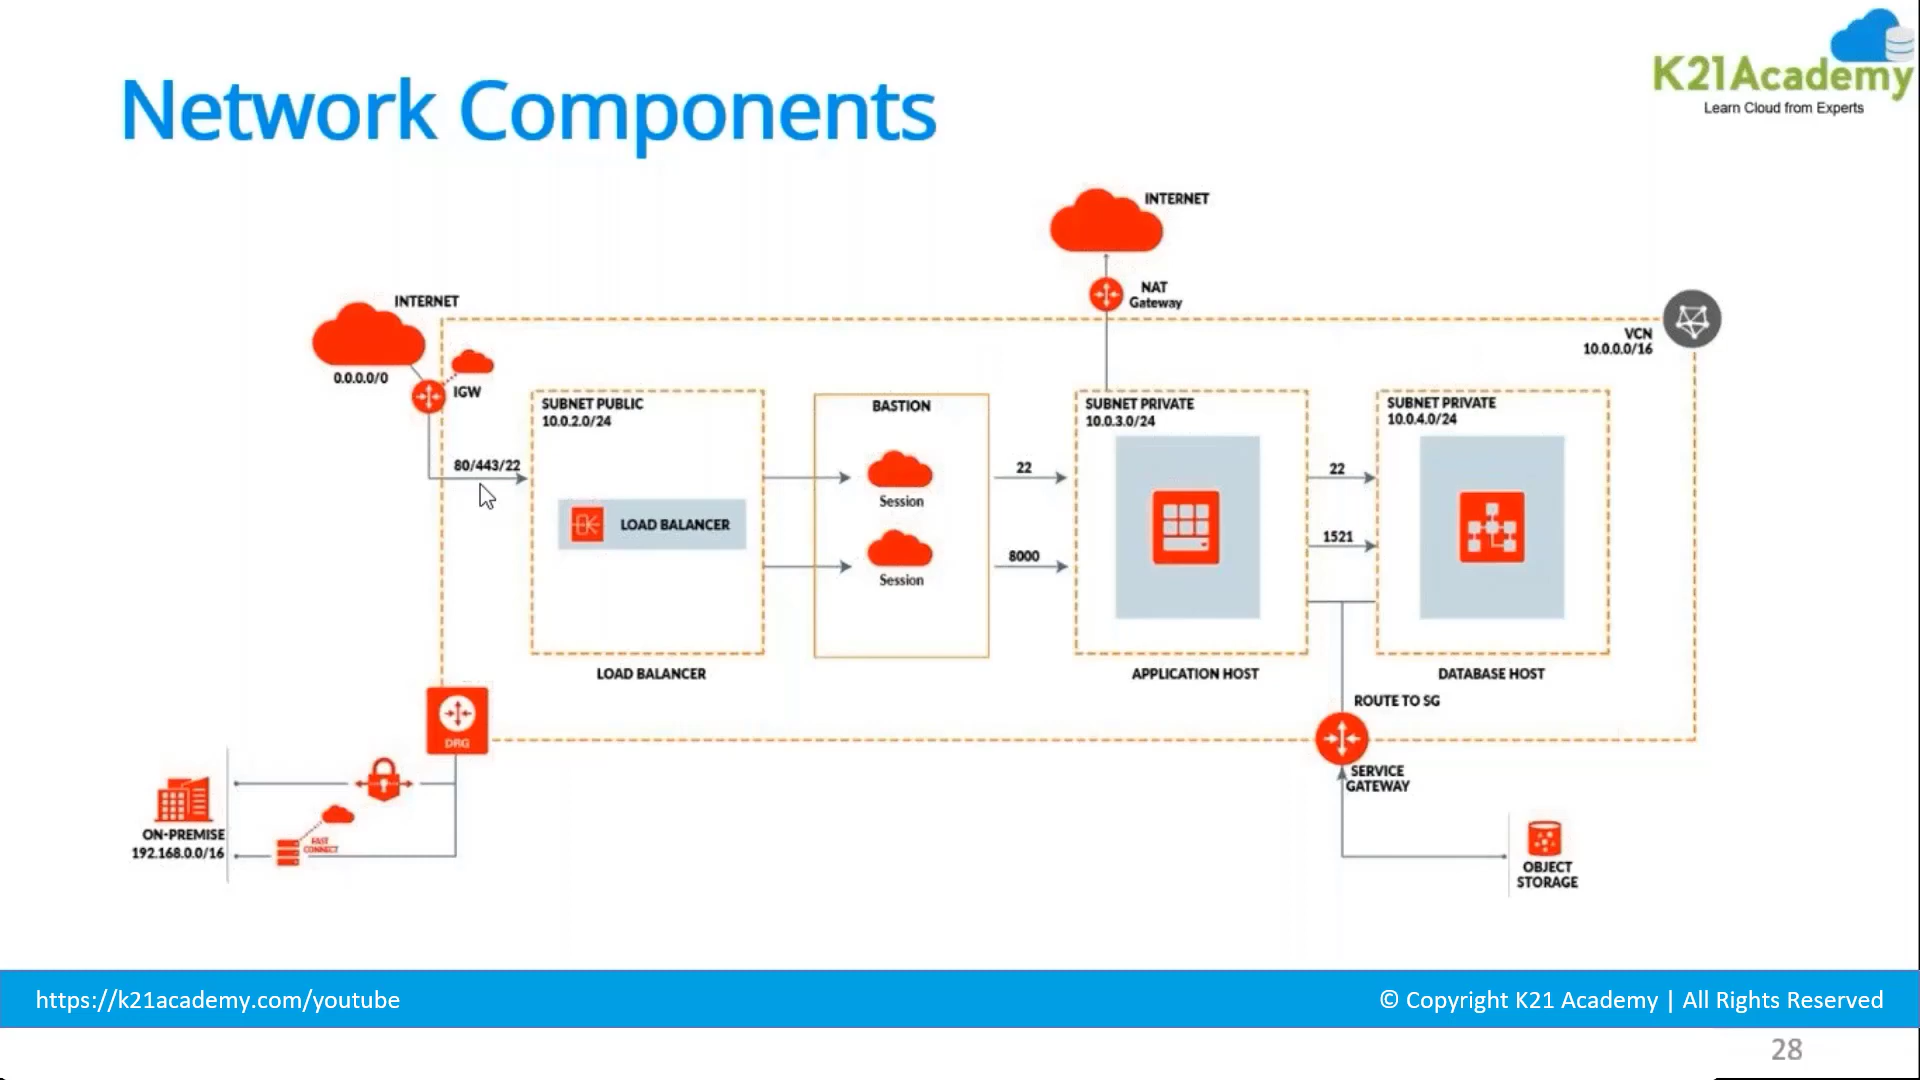 Network Components
K21Academy
Learn Cloud from Experts
INTERNET
NAT
Gateway
INTERNET
0.0.0.0/0
IGW
VCN
10.0.0.0/16
80/443/22
SUBNET PUBLIC
10.0.2.0/24
LOAD BALANCER
LOAD BALANCER
BASTION
Session
Session
22
8000
SUBNET PRIVATE
10.0.3.0/24
APPLICATION HOST
22
1521
SUBNET PRIVATE
10.0.4.0/24
DATABASE HOST
ROUTE TO SG
SERVICE
GATEWAY
DRG
ON-PREMISE
192.168.0.0/16
FAST
CONNECT
OBJECT
STORAGE
https://k21academy.com/youtube
© Copyright K21 Academy | All Rights Reserved
28